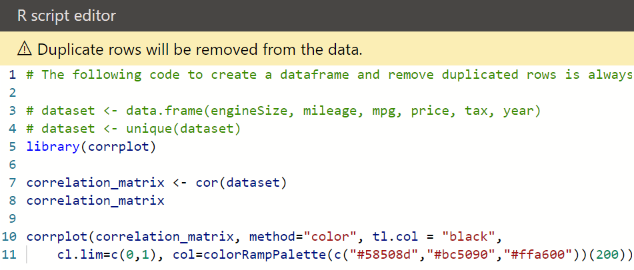 R script editor
⚠ Duplicate rows will be removed from the data.
1 # The following code to create a dataframe and remove duplicated rows is always
2
3 # dataset <- data.frame(engineSize, mileage, mpg, price, tax, year)
4 # dataset <- unique(dataset)
5 library(corrplot)
6
7 correlation_matrix <- cor(dataset)
8 correlation_matrix
9
10 corrplot(correlation_matrix, method="color", tl.col = "black",
11 cl.lim=c(0,1), col=colorRampPalette(c("#58508d","#bc5090","#ffa600"))(200))